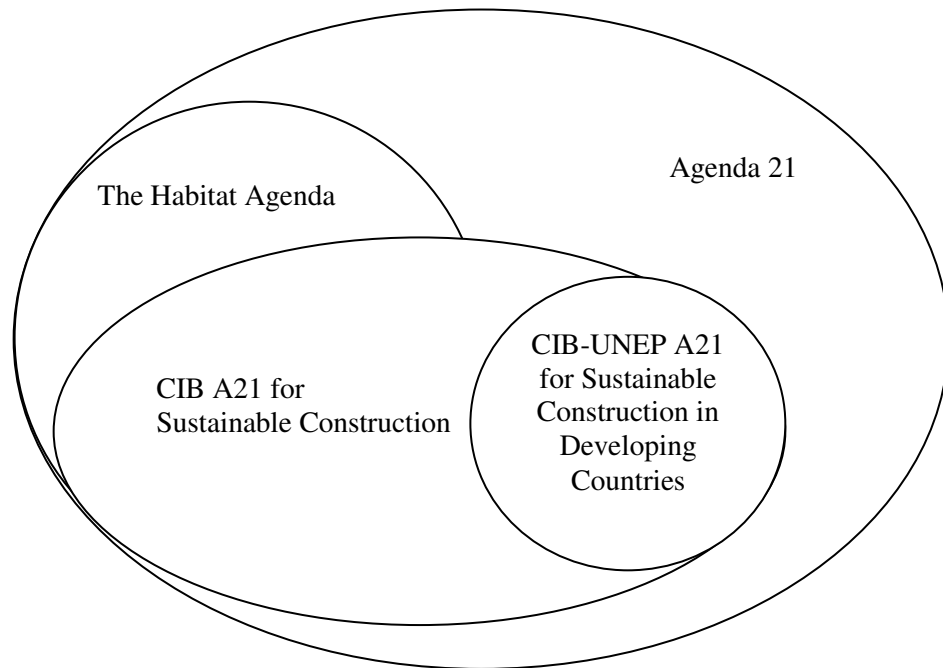 Agenda 21
The Habitat Agenda
CIB A21 for
Sustainable Construction
CIB-UNEP A21
for Sustainable
Construction in
Developing
Countries